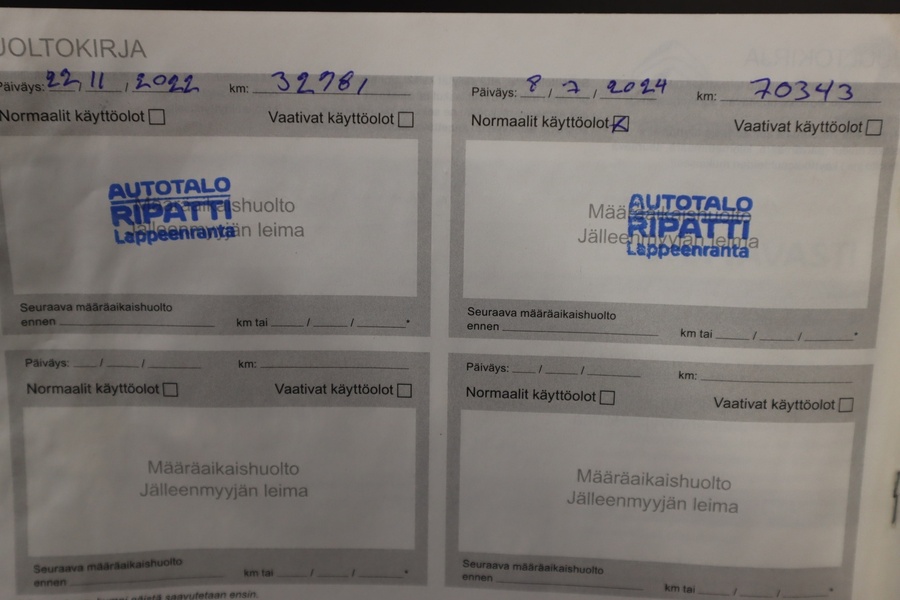 UOLTOKIRJA
Päiväys: 22, 11 , 2022 km: 32781
Normaalit käyttöolot Vaativat käyttöolot
Määräaikaishuolto
Jälleenmyyjän leima
AUTOTALO
RIPATTI
Lappeenranta
Seuraava määräaikaishuolto
ennen km tai / / *
Päiväys: 8 / 7 / 2024 km: 70343
Normaalit käyttöolot Vaativat käyttöolot
Määräaikaishuolto
Jälleenmyyjän leima
AUTOTALO
RIPATTI
Lappeenranta
Seuraava määräaikaishuolto
ennen km tai / / *
Päiväys: / / km:
Normaalit käyttöolot Vaativat käyttöolot
Määräaikaishuolto
Jälleenmyyjän leima
Seuraava määräaikaishuolto
ennen km tai / / *
Päiväys: / / km:
Normaalit käyttöolot Vaativat käyttöolot
Määräaikaishuolto
Jälleenmyyjän leima
Seuraava määräaikaishuolto
ennen km tai / / *
saavutetaan ensin.